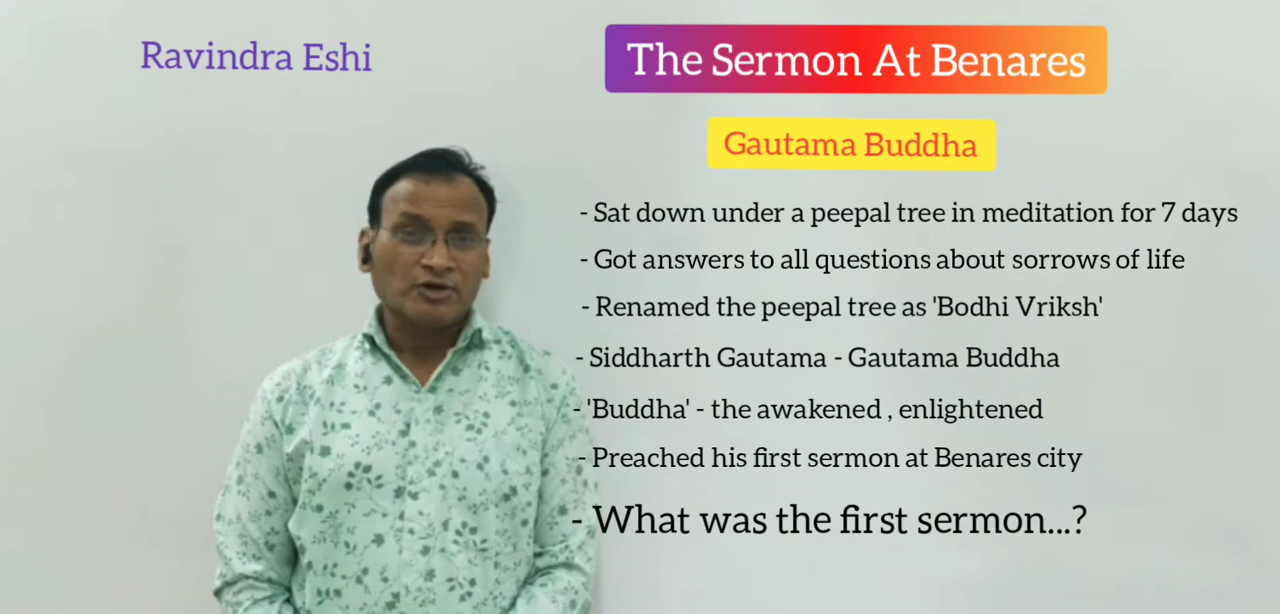 Ravindra Eshi
The Sermon At Benares
Gautama Buddha
- Sat down under a peepal tree in meditation for 7 days
- Got answers to all questions about sorrows of life
- Renamed the peepal tree as 'Bodhi Vriksh'
- Siddharth Gautama - Gautama Buddha
- 'Buddha' - the awakened , enlightened
- Preached his first sermon at Benares city
- What was the first sermon...?